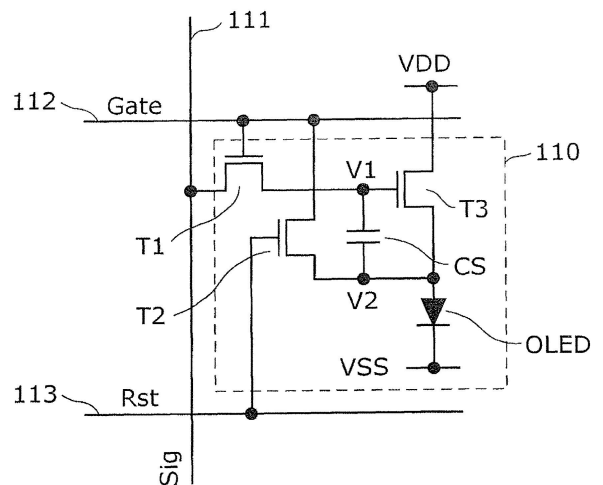 111
VDD
112
Gate
110
V1
T1
T3
T2
CS
V2
OLED
VSS
113
Rst
Sig